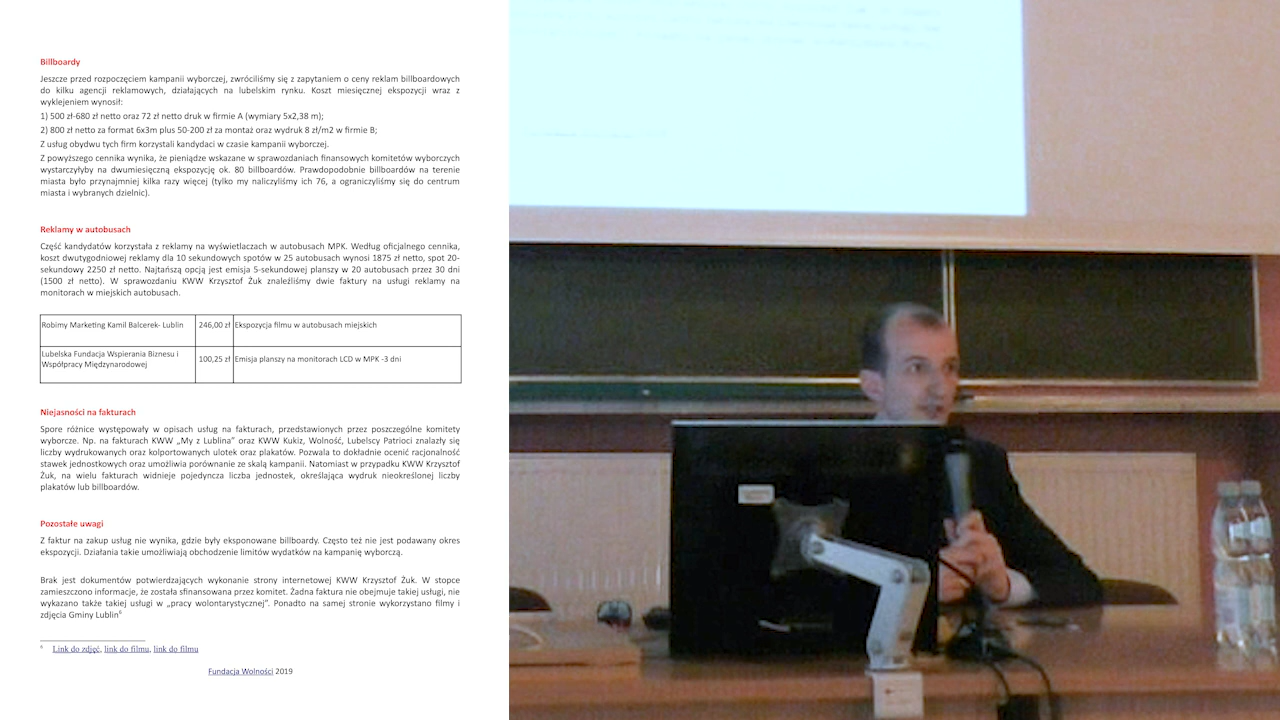 Billboardy
Jeszcze przed rozpoczęciem kampanii wyborczej, zwróciliśmy się z zapytaniem o ceny reklam billboardowych
do kilku agencji reklamowych, działających na lubelskim rynku. Koszt miesięcznej ekspozycji wraz z
wyklejeniem wynosił:
1) 500 zł-680 zł netto oraz 72 zł netto druk w firmie A (wymiary 5x2,38 m);
2) 800 zł netto za format 6x3m plus 50-200 zł za montaż oraz wydruk 8 zł/m2 w firmie B;
Z usług obydwu tych firm korzystali kandydaci w czasie kampanii wyborczej.
Z powyższego cennika wynika, że pieniądze wskazane w sprawozdaniach finansowych komitetów wyborczych
wystarczyłyby na dwumiesięczną ekspozycję ok. 80 billboardów. Prawdopodobnie billboardów na terenie
miasta było przynajmniej kilka razy więcej (tylko my naliczyliśmy ich 76, a ograniczyliśmy się do centrum
miasta i wybranych dzielnic).
Reklamy w autobusach
Część kandydatów korzystała z reklamy na wyświetlaczach w autobusach MPK. Według oficjalnego cennika,
koszt dwutygodniowej reklamy dla 10 sekundowych spotów w 25 autobusach wynosi 1875 zł netto, spot 20-
sekundowy 2250 zł netto. Najtańszą opcją jest emisja 5-sekundowej planszy w 20 autobusach przez 30 dni
(1500 zł netto). W sprawozdaniu KWW Krzysztof Żuk znaleźliśmy dwie faktury na usługi reklamy na
monitorach w miejskich autobusach.
Robimy Marketing Kamil Balcerek- Lublin 246,00 zł Ekspozycja filmu w autobusach miejskich
Lubelska Fundacja Wspierania Biznesu i
Współpracy Międzynarodowej 100,25 zł Emisja planszy na monitorach LCD w MPK -3 dni
Niejasności na fakturach
Spore różnice występowały w opisach usług na fakturach, przedstawionych przez poszczególne komitety
wyborcze. Np. na fakturach KWW „My z Lublina” oraz KWW Kukiz, Wolność, Lubelscy Patrioci znalazły się
liczby wydrukowanych oraz kolportowanych ulotek oraz plakatów. Pozwala to dokładnie ocenić racjonalność
stawek jednostkowych oraz umożliwia porównanie ze skalą kampanii. Natomiast w przypadku KWW Krzysztof
Żuk, na wielu fakturach widnieje pojedyncza liczba jednostek, określająca wydruk nieokreślonej liczby
plakatów lub billboardów.
Pozostałe uwagi
Z faktur na zakup usług nie wynika, gdzie były eksponowane billboardy. Często też nie jest podawany okres
ekspozycji. Działania takie umożliwiają obchodzenie limitów wydatków na kampanię wyborczą.
Brak jest dokumentów potwierdzających wykonanie strony internetowej KWW Krzysztof Żuk. W stopce
zamieszczono informacje, że została sfinansowana przez komitet. Żadna faktura nie obejmuje takiej usługi, nie
wykazano także takiej usługi w „pracy wolontarystycznej”. Ponadto na samej stronie wykorzystano filmy i
zdjęcia Gminy Lublin6
6 Link do zdjęć, link do filmu, link do filmu
Fundacja Wolności 2019